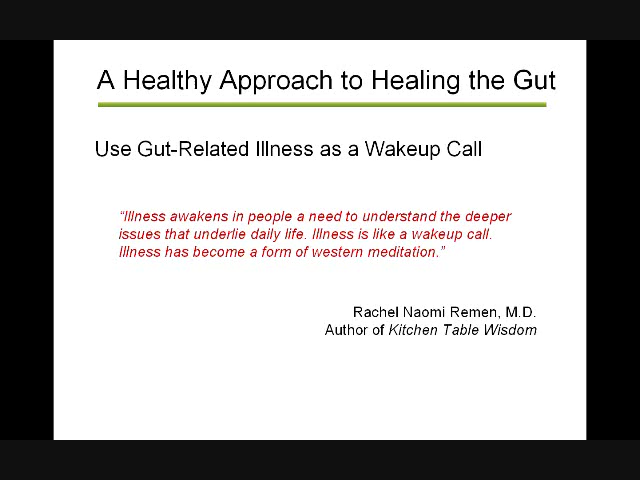 A Healthy Approach to Healing the Gut
Use Gut-Related Illness as a Wakeup Call
“Illness awakens in people a need to understand the deeper
issues that underlie daily life. Illness is like a wakeup call.
Illness has become a form of western meditation.”
Rachel Naomi Remen, M.D.
Author of Kitchen Table Wisdom